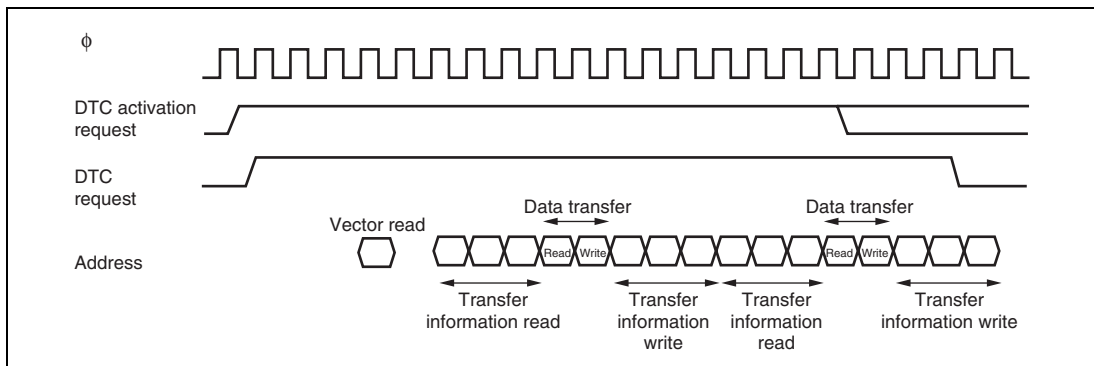 ϕ
DTC activation
request
DTC
request
Data transfer
Data transfer
Vector read
Address
Read
Write
Read
Write
Transfer
information read
Transfer
information
write
Transfer
information
read
Transfer
information write